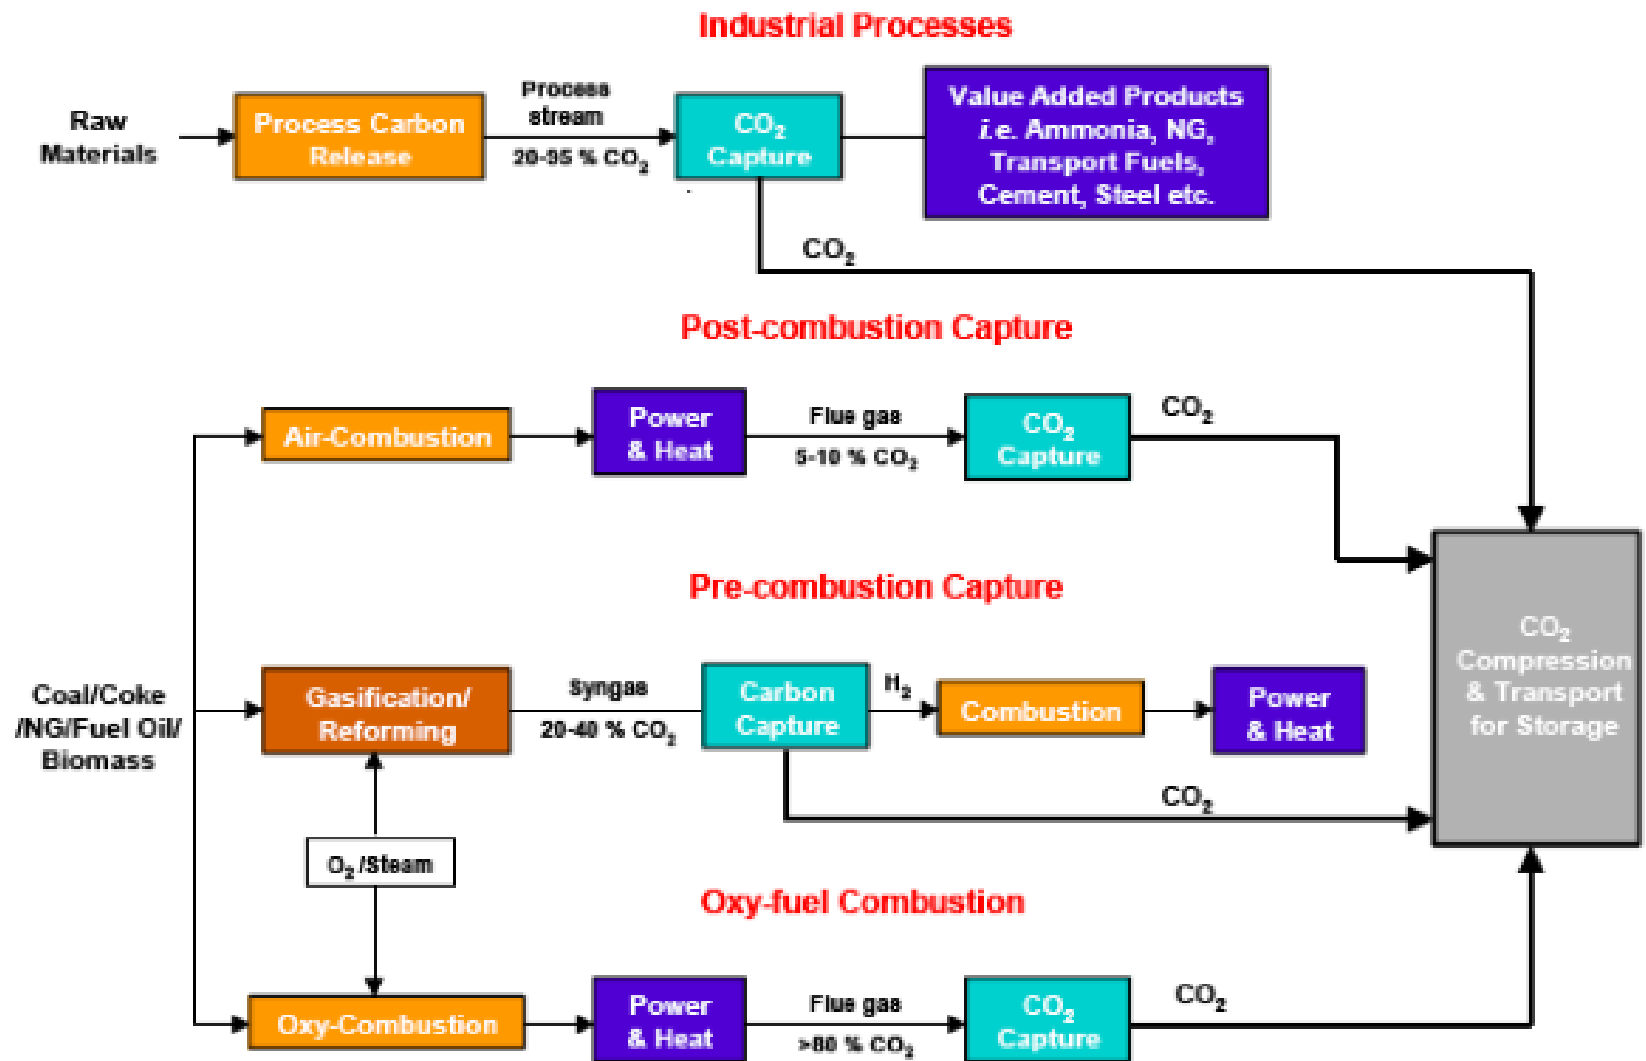 Industrial Processes
Raw
Materials
Process Carbon
Release
Process
stream
20-95 % CO₂
CO₂
Capture
Value Added Products
i.e. Ammonia, NG,
Transport Fuels,
Cement, Steel etc.
CO₂
Post-combustion Capture
Air-Combustion
Power
& Heat
Flue gas
5-10 % CO₂
CO₂
Capture
CO₂
Pre-combustion Capture
Coal/Coke
/NG/Fuel Oil/
Biomass
Gasification/
Reforming
Syngas
20-40 % CO₂
Carbon
Capture
H₂
Combustion
Power
& Heat
CO₂
CO₂
Compression
& Transport
for Storage
O₂ /Steam
Oxy-fuel Combustion
Oxy-Combustion
Power
& Heat
Flue gas
>80 % CO₂
CO₂
Capture
CO₂